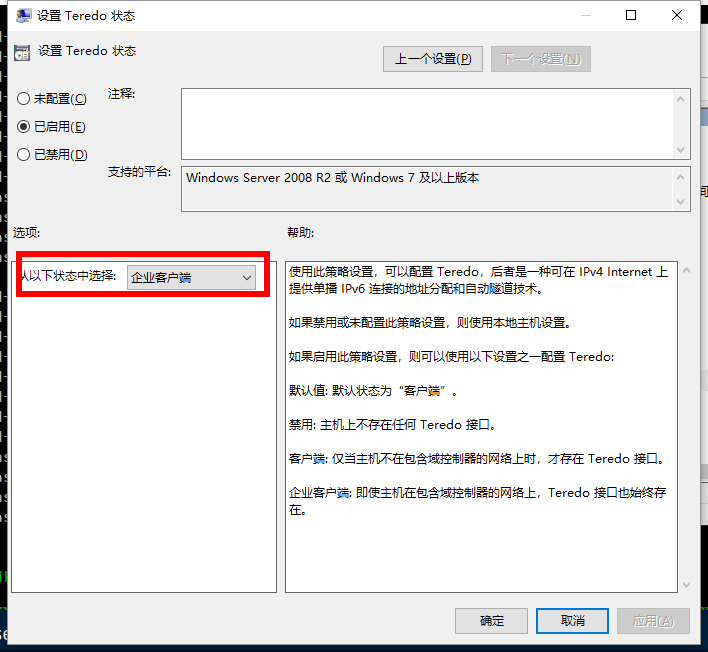 设置 Teredo 状态
设置 Teredo 状态
上一个设置(P)
下一个设置(N)
未配置(C)
注释:
已启用(E)
已禁用(D)
支持的平台:
Windows Server 2008 R2 或 Windows 7 及以上版本
选项:
帮助:
从以下状态中选择:
企业客户端
使用此策略设置，可以配置 Teredo，后者是一种可在 IPv4 Internet 上
提供单播 IPv6 连接的地址分配和自动隧道技术。
如果禁用或未配置此策略设置，则使用本地主机设置。
如果启用此策略设置，则可以使用以下设置之一配置 Teredo:
默认值: 默认状态为“客户端”。
禁用: 主机上不存在任何 Teredo 接口。
客户端: 仅当主机不在包含域控制器的网络上时，才存在 Teredo 接口。
企业客户端: 即使主机在包含域控制器的网络上，Teredo 接口也始终存
在。
确定
取消
应用(A)